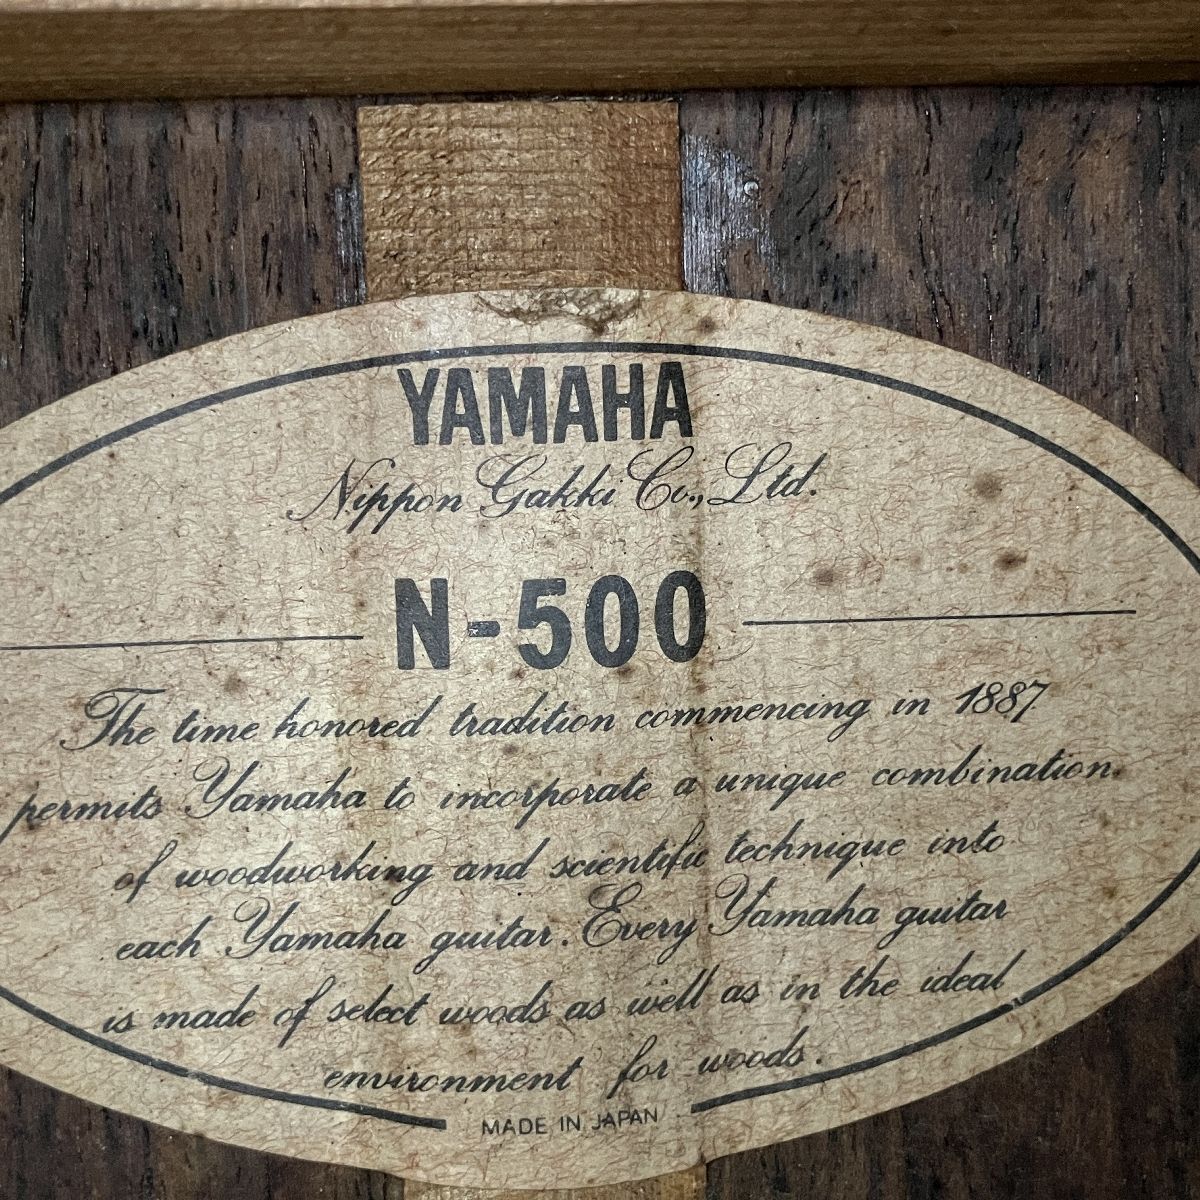 YAMAHA
Nippon Gakki Co., Ltd.
N-500
The time honored tradition commencing in 1887
permits Yamaha to incorporate a unique combination
of woodworking and scientific technique into
each Yamaha guitar. Every Yamaha guitar
is made of select woods as well as in the ideal
environment for woods.
MADE IN JAPAN